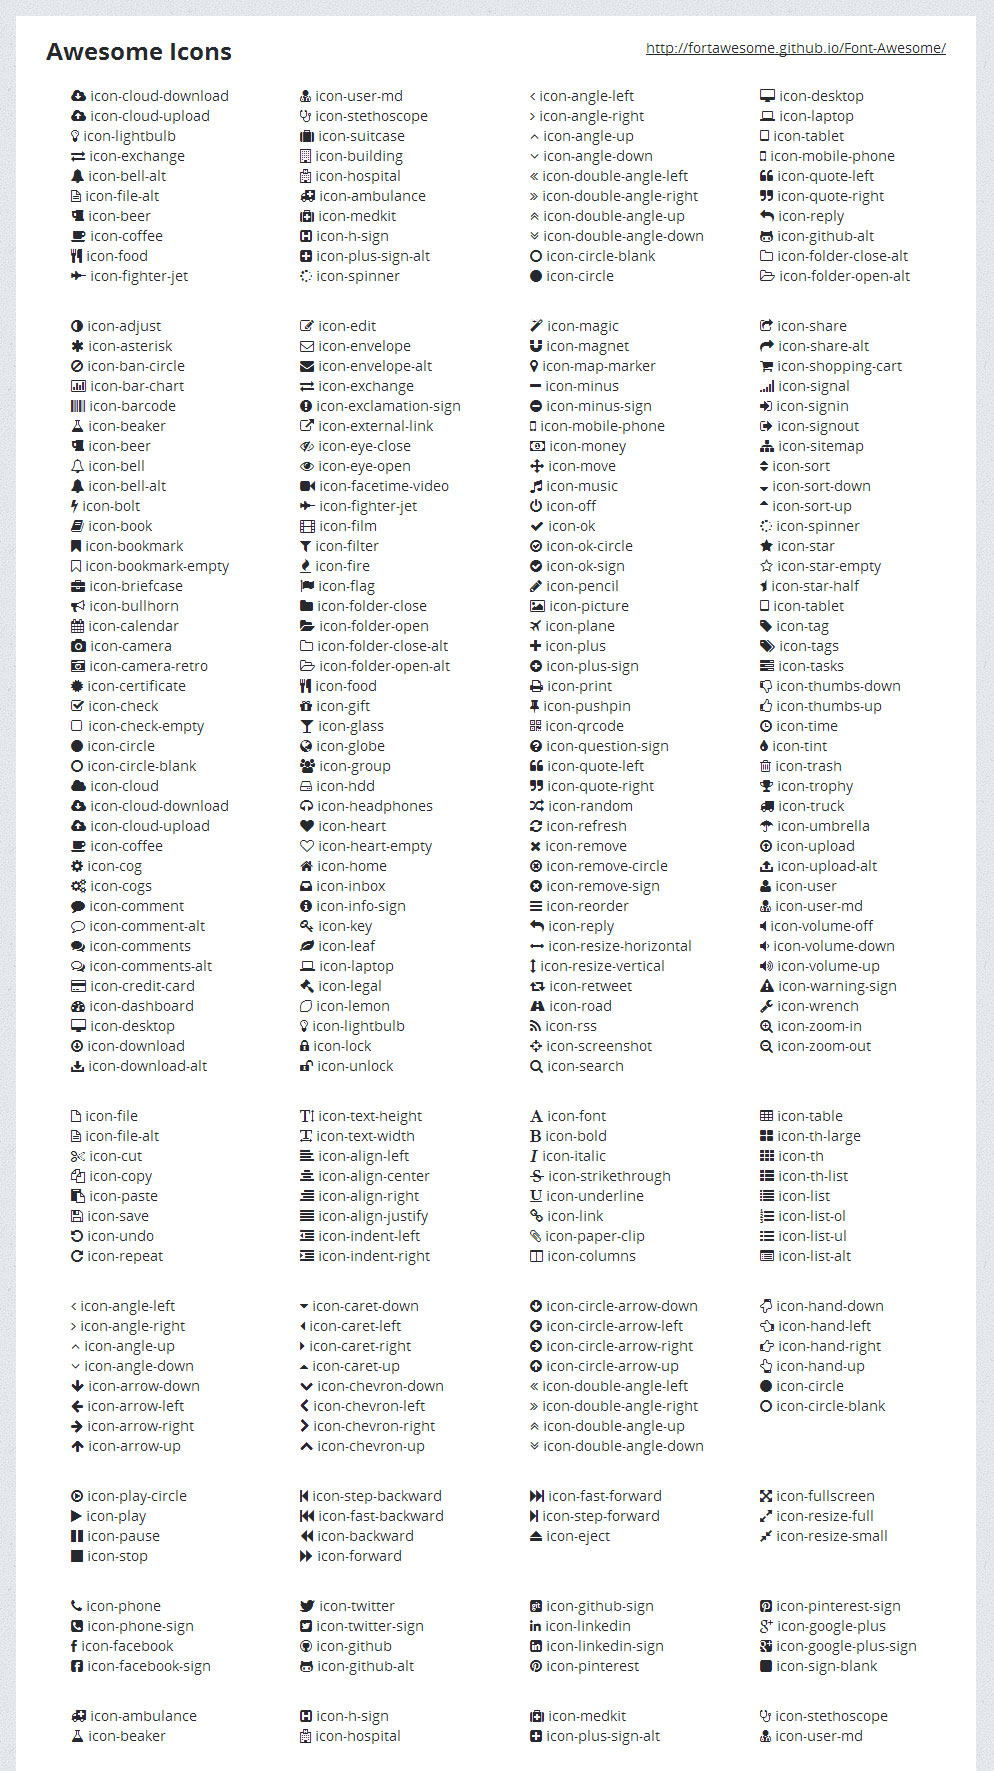 Awesome Icons
http://fortawesome.github.io/Font-Awesome/
icon-cloud-download
icon-cloud-upload
icon-lightbulb
icon-exchange
icon-bell-alt
icon-file-alt
icon-beer
icon-coffee
icon-food
icon-fighter-jet
icon-user-md
icon-stethoscope
icon-suitcase
icon-building
icon-hospital
icon-ambulance
icon-medkit
icon-h-sign
icon-plus-sign-alt
icon-spinner
icon-angle-left
icon-angle-right
icon-angle-up
icon-angle-down
icon-double-angle-left
icon-double-angle-right
icon-double-angle-up
icon-double-angle-down
icon-circle-blank
icon-circle
icon-desktop
icon-laptop
icon-tablet
icon-mobile-phone
icon-quote-left
icon-quote-right
icon-reply
icon-github-alt
icon-folder-close-alt
icon-folder-open-alt
icon-adjust
icon-asterisk
icon-ban-circle
icon-bar-chart
icon-barcode
icon-beaker
icon-beer
icon-bell
icon-bell-alt
icon-bolt
icon-book
icon-bookmark
icon-bookmark-empty
icon-briefcase
icon-bullhorn
icon-calendar
icon-camera
icon-camera-retro
icon-certificate
icon-check
icon-check-empty
icon-circle
icon-circle-blank
icon-cloud
icon-cloud-download
icon-cloud-upload
icon-coffee
icon-cog
icon-cogs
icon-comment
icon-comment-alt
icon-comments
icon-comments-alt
icon-credit-card
icon-dashboard
icon-desktop
icon-download
icon-download-alt
icon-edit
icon-envelope
icon-envelope-alt
icon-exchange
icon-exclamation-sign
icon-external-link
icon-eye-close
icon-eye-open
icon-facetime-video
icon-fighter-jet
icon-film
icon-filter
icon-fire
icon-flag
icon-folder-close
icon-folder-open
icon-folder-close-alt
icon-folder-open-alt
icon-food
icon-gift
icon-glass
icon-globe
icon-group
icon-hdd
icon-headphones
icon-heart
icon-heart-empty
icon-home
icon-inbox
icon-info-sign
icon-key
icon-leaf
icon-laptop
icon-legal
icon-lemon
icon-lightbulb
icon-lock
icon-unlock
icon-magic
icon-magnet
icon-map-marker
icon-minus
icon-minus-sign
icon-mobile-phone
icon-money
icon-move
icon-music
icon-off
icon-ok
icon-ok-circle
icon-ok-sign
icon-pencil
icon-picture
icon-plane
icon-plus
icon-plus-sign
icon-print
icon-pushpin
icon-qrcode
icon-question-sign
icon-quote-left
icon-quote-right
icon-random
icon-refresh
icon-remove
icon-remove-circle
icon-remove-sign
icon-reorder
icon-reply
icon-resize-horizontal
icon-resize-vertical
icon-retweet
icon-road
icon-rss
icon-screenshot
icon-search
icon-share
icon-share-alt
icon-shopping-cart
icon-signal
icon-signin
icon-signout
icon-sitemap
icon-sort
icon-sort-down
icon-sort-up
icon-spinner
icon-star
icon-star-empty
icon-star-half
icon-tablet
icon-tag
icon-tags
icon-tasks
icon-thumbs-down
icon-thumbs-up
icon-time
icon-tint
icon-trash
icon-trophy
icon-truck
icon-umbrella
icon-upload
icon-upload-alt
icon-user
icon-user-md
icon-volume-off
icon-volume-down
icon-volume-up
icon-warning-sign
icon-wrench
icon-zoom-in
icon-zoom-out
icon-file
icon-file-alt
icon-cut
icon-copy
icon-paste
icon-save
icon-undo
icon-repeat
icon-text-height
icon-text-width
icon-align-left
icon-align-center
icon-align-right
icon-align-justify
icon-indent-left
icon-indent-right
icon-font
icon-bold
icon-italic
icon-strikethrough
icon-underline
icon-link
icon-paper-clip
icon-columns
icon-table
icon-th-large
icon-th
icon-th-list
icon-list
icon-list-ol
icon-list-ul
icon-list-alt
icon-angle-left
icon-angle-right
icon-angle-up
icon-angle-down
icon-arrow-down
icon-arrow-left
icon-arrow-right
icon-arrow-up
icon-caret-down
icon-caret-left
icon-caret-right
icon-caret-up
icon-chevron-down
icon-chevron-left
icon-chevron-right
icon-chevron-up
icon-circle-arrow-down
icon-circle-arrow-left
icon-circle-arrow-right
icon-circle-arrow-up
icon-double-angle-left
icon-double-angle-right
icon-double-angle-up
icon-double-angle-down
icon-hand-down
icon-hand-left
icon-hand-right
icon-hand-up
icon-circle
icon-circle-blank
icon-play-circle
icon-play
icon-pause
icon-stop
icon-step-backward
icon-fast-backward
icon-backward
icon-forward
icon-fast-forward
icon-step-forward
icon-eject
icon-fullscreen
icon-resize-full
icon-resize-small
icon-phone
icon-phone-sign
icon-facebook
icon-facebook-sign
icon-twitter
icon-twitter-sign
icon-github
icon-github-alt
icon-github-sign
icon-linkedin
icon-linkedin-sign
icon-pinterest
icon-pinterest-sign
icon-google-plus
icon-google-plus-sign
icon-sign-blank
icon-ambulance
icon-beaker
icon-h-sign
icon-hospital
icon-medkit
icon-plus-sign-alt
icon-stethoscope
icon-user-md